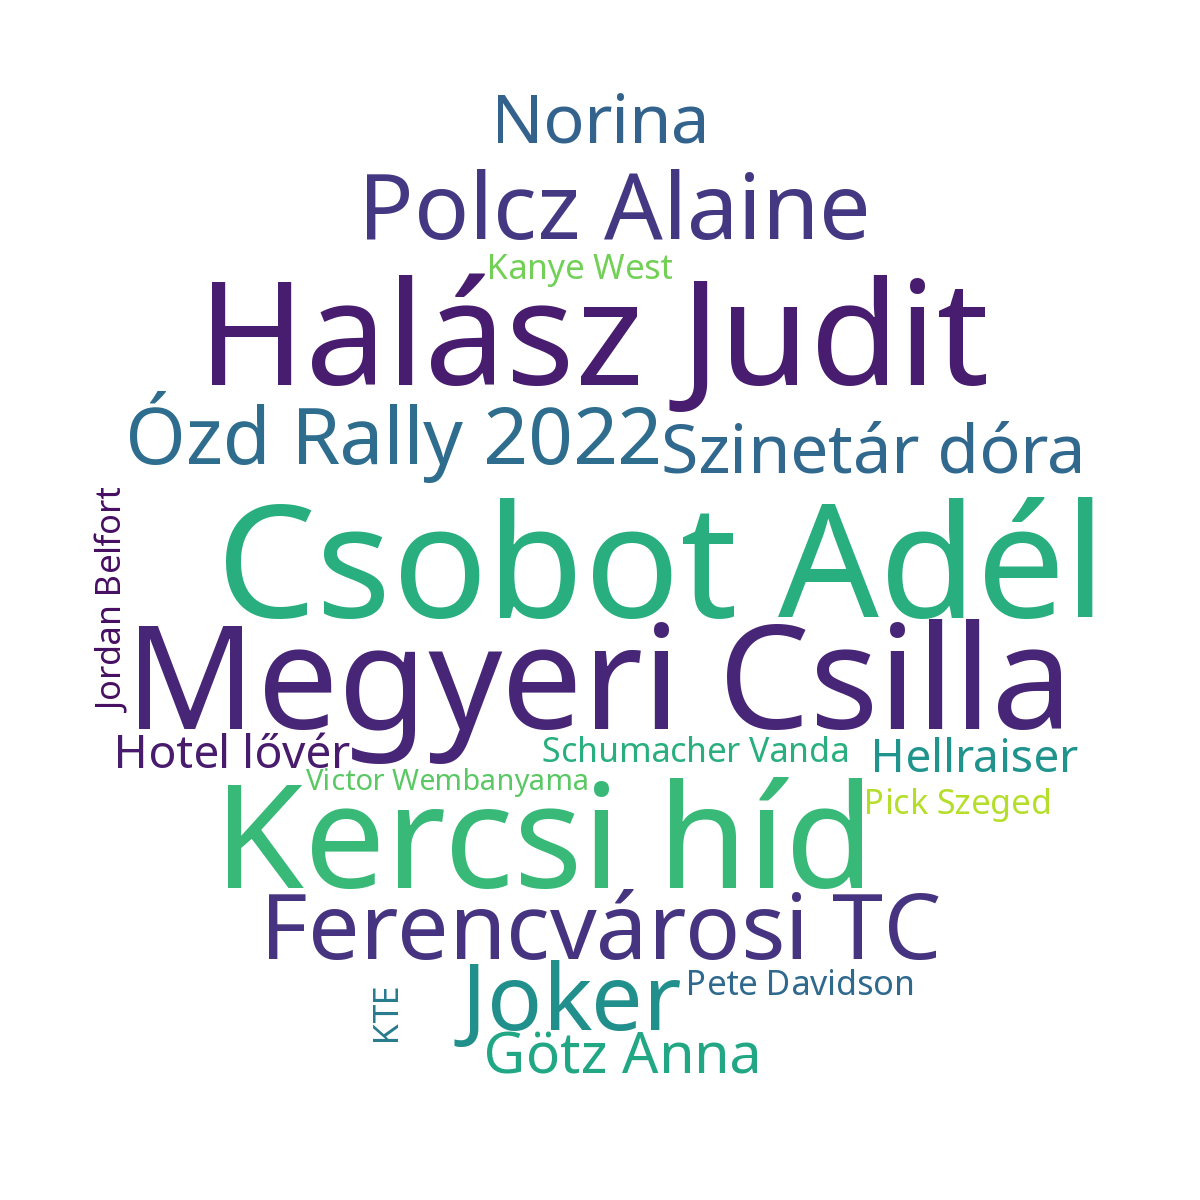 Norina
Polcz Alaine
Kanye West
Halász Judit
Ózd Rally 2022
Szinetár dóra
Jordan Belfort
Csobot Adél
Megyeri Csilla
Hotel lővér
Schumacher Vanda
Hellraiser
Victor Wembanyama
Kercsi híd
Pick Szeged
Ferencvárosi TC
Joker
Pete Davidson
KTE
Götz Anna